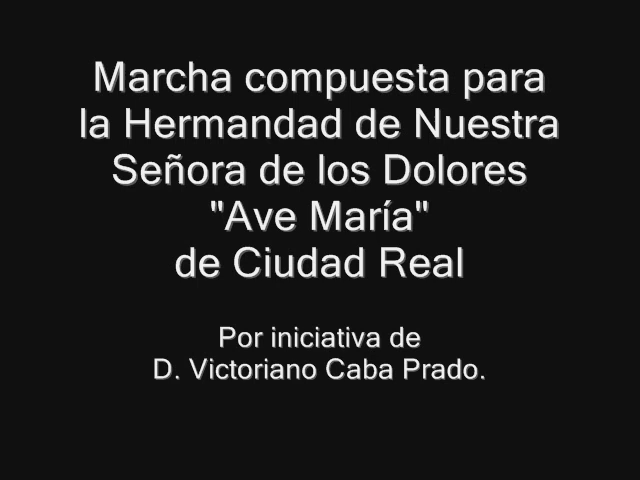 Marcha compuesta para
la Hermandad de Nuestra
Señora de los Dolores
"Ave María"
de Ciudad Real
Por iniciativa de
D. Victoriano Caba Prado.